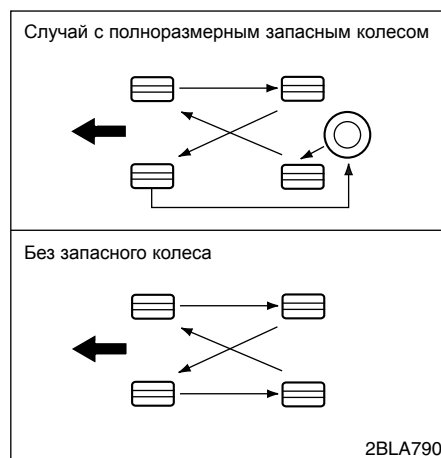 Случай с полноразмерным запасным колесом
Без запасного колеса
2BLA790